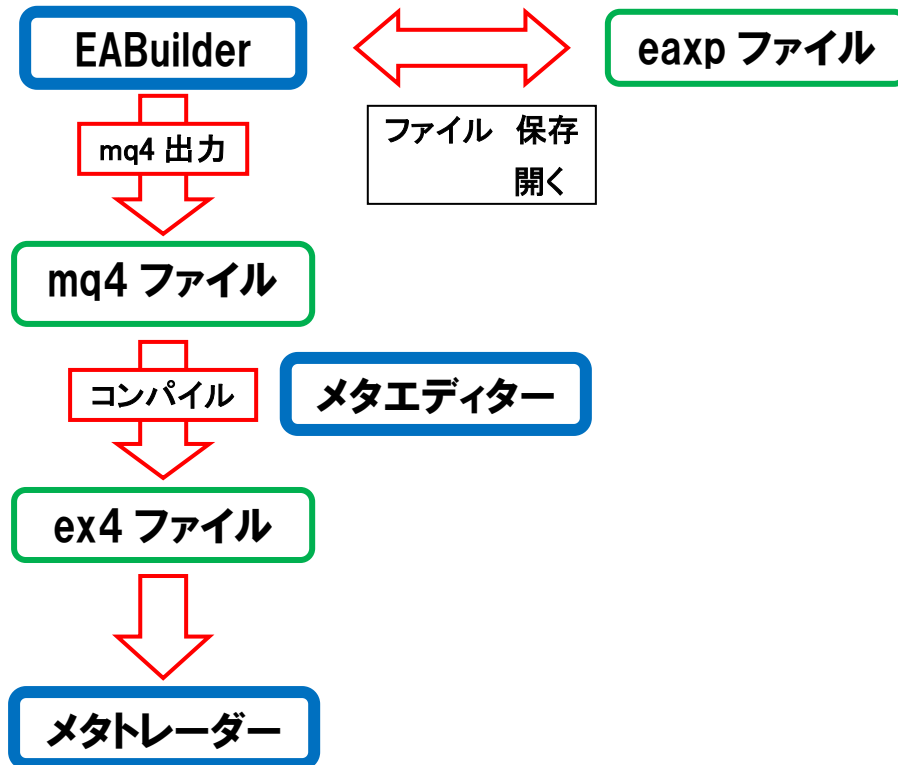 EABuilder
eaxp ファイル
ファイル 保存
開く
mq4 出力
mq4 ファイル
コンパイル
メタエディター
ex4 ファイル
メタトレーダー